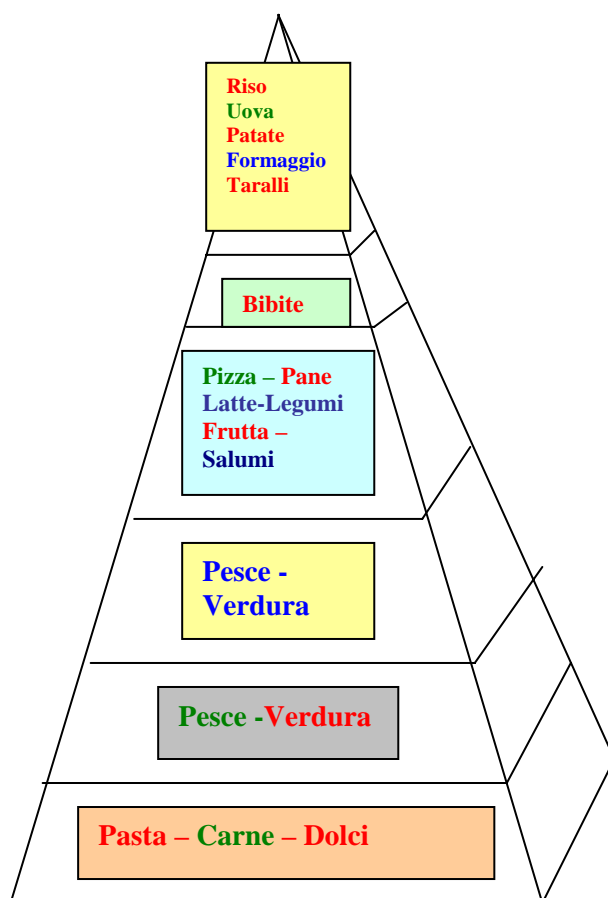 Riso
Uova
Patate
Formaggio
Taralli
Bibite
Pizza – Pane
Latte-Legumi
Frutta –
Salumi
Pesce -
Verdura
Pesce -Verdura
Pasta – Carne – Dolci